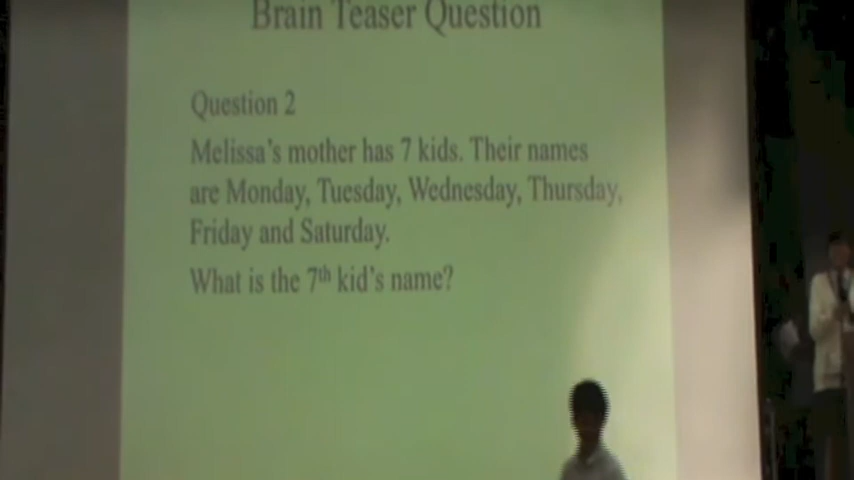 Brain Teaser Question
Question 2
Melissa's mother has 7 kids. Their names
are Monday, Tuesday, Wednesday, Thursday,
Friday and Saturday.
What is the 7th kid's name?